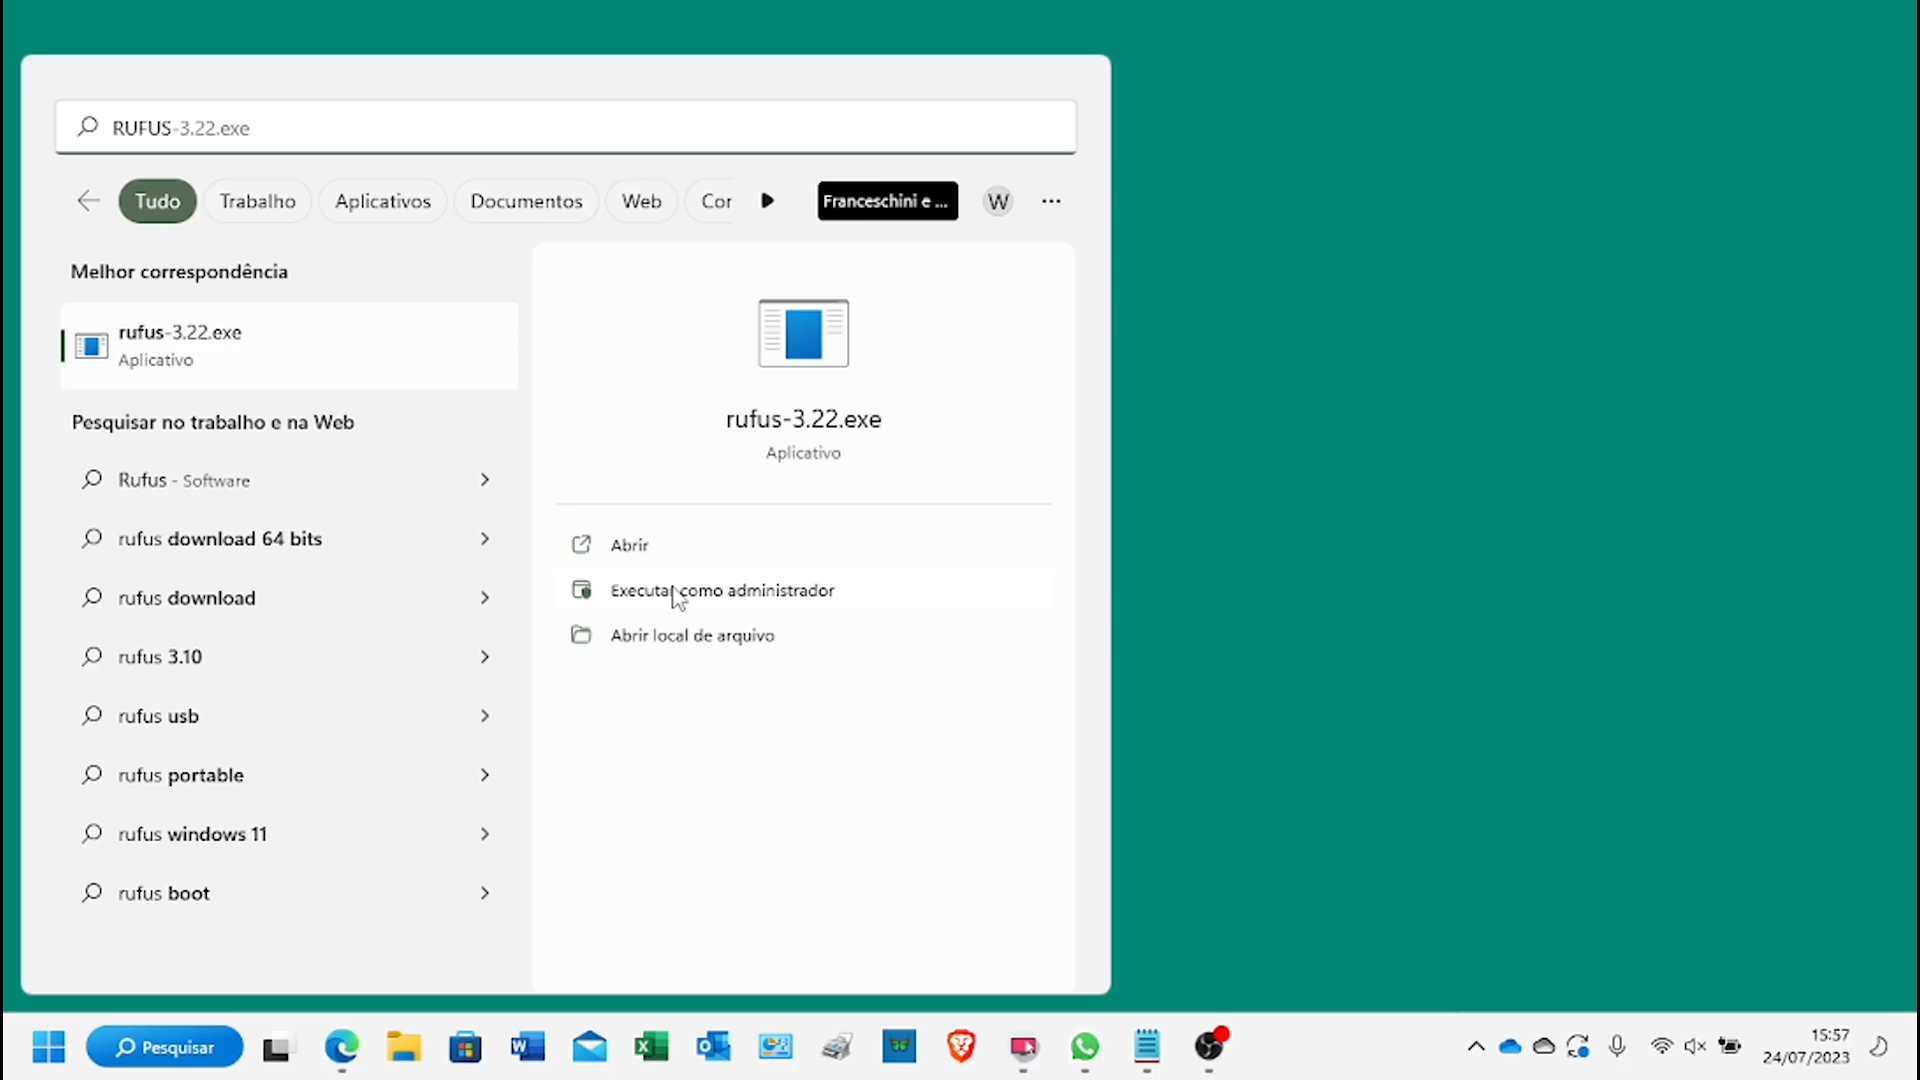 RUFUS-3.22.exe
Tudo
Trabalho
Aplicativos
Documentos
Web
Cor
Franceschini e ...
W
Melhor correspondência
rufus-3.22.exe
Aplicativo
Pesquisar no trabalho e na Web
Rufus - Software
rufus download 64 bits
rufus download
rufus 3.10
rufus usb
rufus portable
rufus windows 11
rufus boot
rufus-3.22.exe
Aplicativo
Abrir
Executar como administrador
Abrir local de arquivo
Pesquisar
15:57
24/07/2023